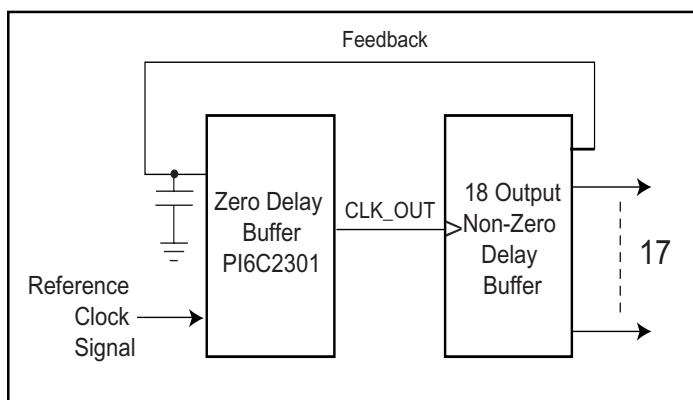 Feedback
Zero Delay
Buffer
PI6C2301
CLK_OUT
18 Output
Non-Zero
Delay
Buffer
17
Reference
Clock
Signal